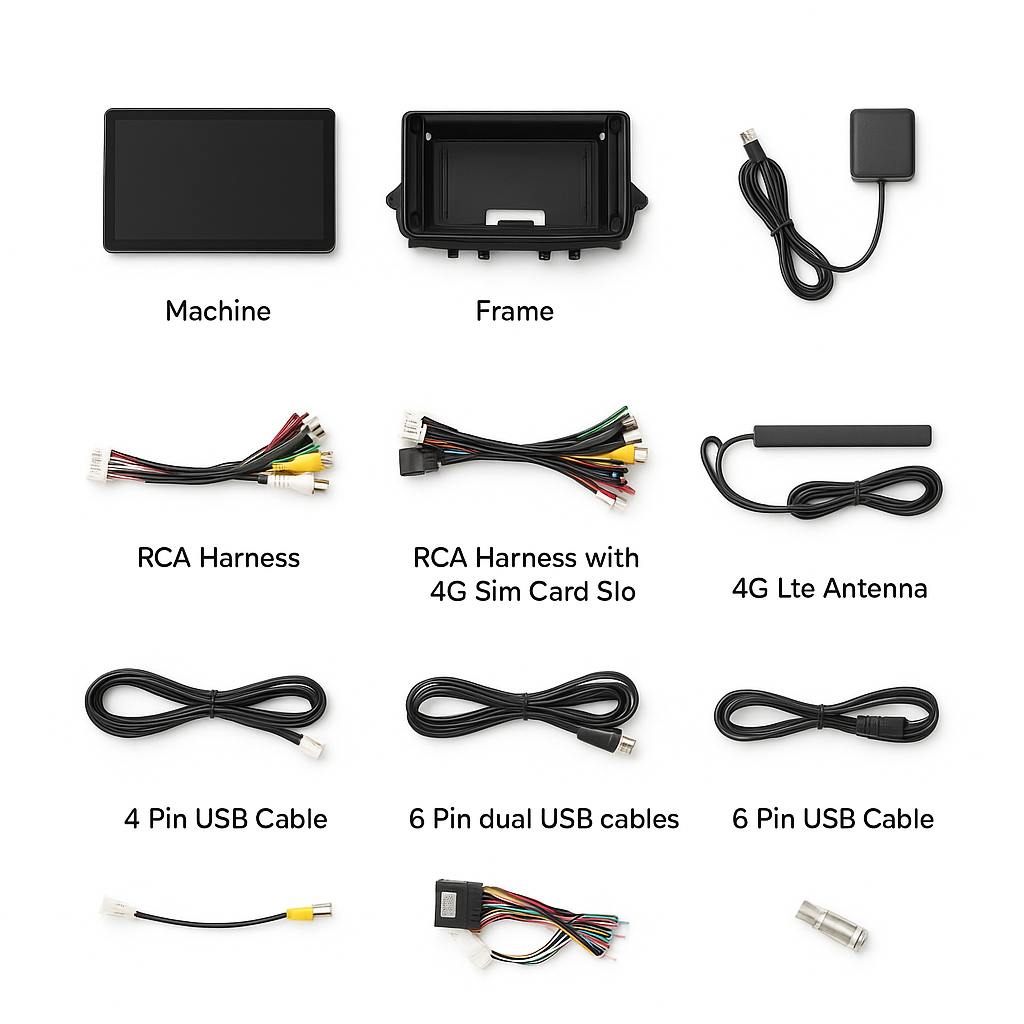 Machine
Frame
RCA Harness
RCA Harness with
4G Sim Card Slo
4G Lte Antenna
4 Pin USB Cable
6 Pin dual USB cables
6 Pin USB Cable